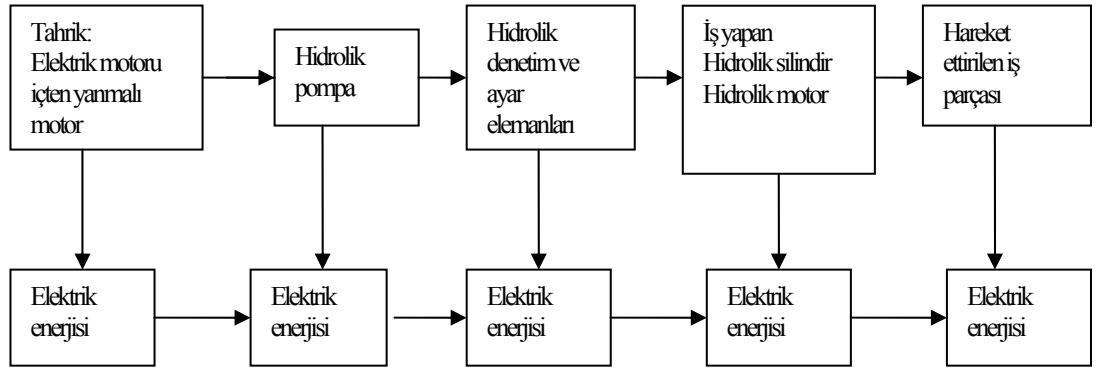 Tahrik:
Elektrik motoru
içten yanmalı
motor
Hidrolik
pompa
Hidrolik
denetim ve
ayar
elemanları
İş yapan
Hidrolik silindir
Hidrolik motor
Hareket
ettirilen iş
parçası
Elektrik
enerjisi
Elektrik
enerjisi
Elektrik
enerjisi
Elektrik
enerjisi
Elektrik
enerjisi